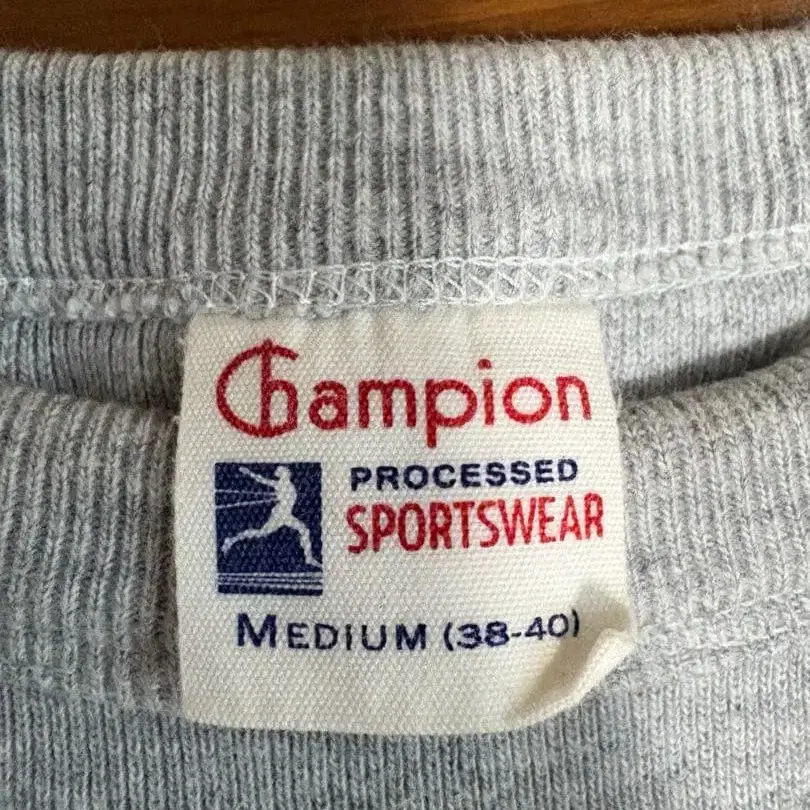 Champion
PROCESSED
SPORTSWEAR
MEDIUM (38-40)